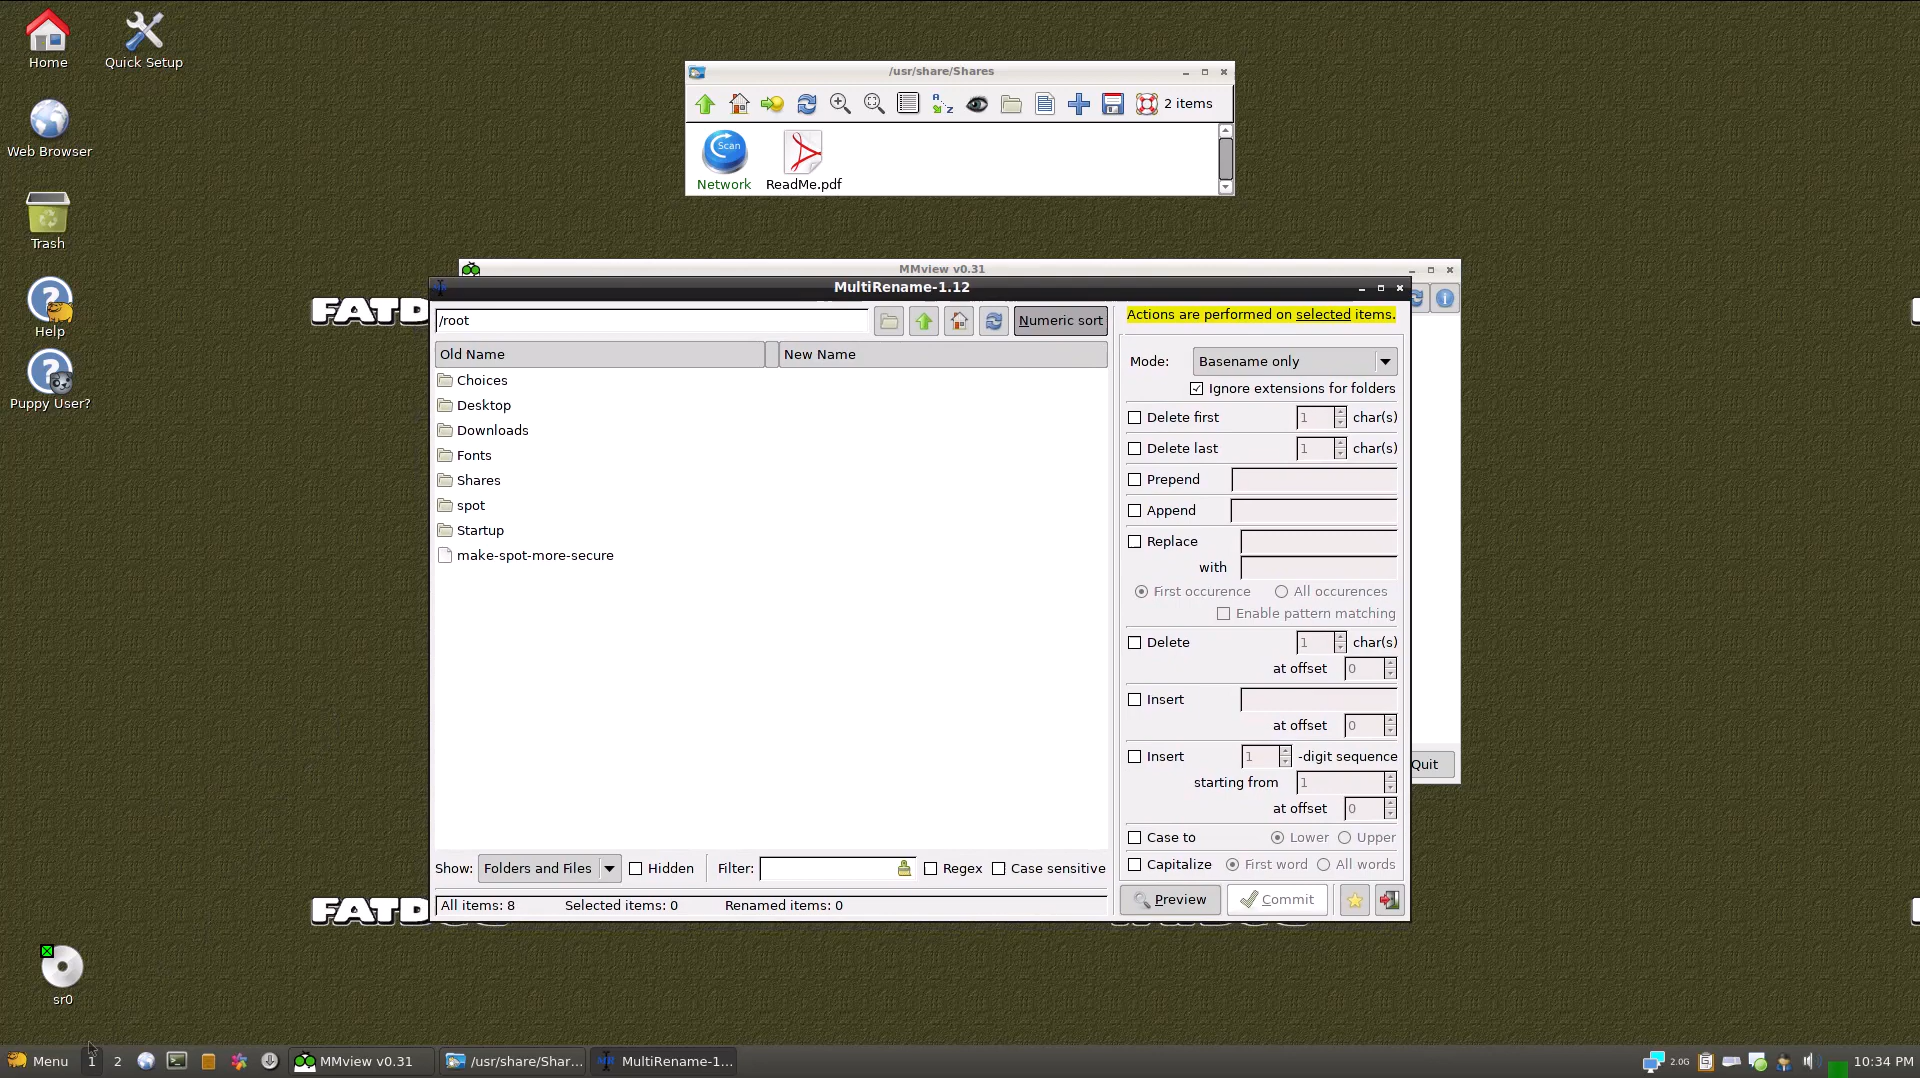 Home
Quick Setup
Web Browser
Trash
Help
Puppy User?
sr0
/usr/share/Shares
2 items
Scan
Network
ReadMe.pdf
MMview v0.31
FATD
MultiRename-1.12
/root
Numeric sort
Old Name
New Name
Choices
Desktop
Downloads
Fonts
Shares
spot
Startup
make-spot-more-secure
Show:
Folders and Files
Hidden
Filter:
Regex
Case sensitive
All items: 8
Selected items: 0
Renamed items: 0
Actions are performed on selected items.
Mode:
Basename only
Ignore extensions for folders
Delete first
1
char(s)
Delete last
1
char(s)
Prepend
Append
Replace
with
First occurence
All occurences
Enable pattern matching
Delete
1
char(s)
at offset
0
Insert
at offset
0
Insert
1
-digit sequence
starting from
1
at offset
0
Case to
Lower
Upper
Capitalize
First word
All words
Preview
Commit
Quit
FATD
Menu
1
2
MMview v0.31
/usr/share/Shar...
MultiRename-1...
2.0G
10:34 PM